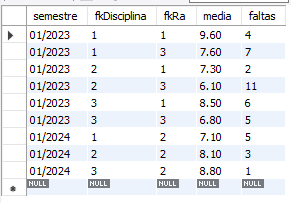 semestre fkDisciplina fkRa media faltas
01/2023 1 1 9.60 4
01/2023 1 3 7.60 7
01/2023 2 1 7.30 2
01/2023 2 3 6.10 11
01/2023 3 1 8.50 6
01/2023 3 3 6.80 5
01/2024 1 2 7.10 5
01/2024 2 2 8.10 3
01/2024 3 2 8.80 1
NULL NULL NULL NULL NULL